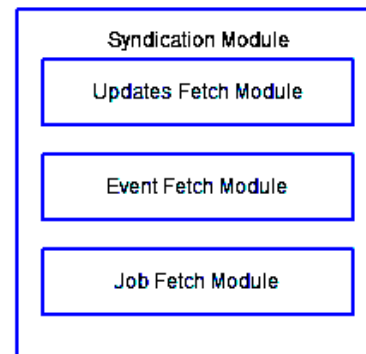 Syndication Module
Updates Fetch Module
Event Fetch Module
Job Fetch Module